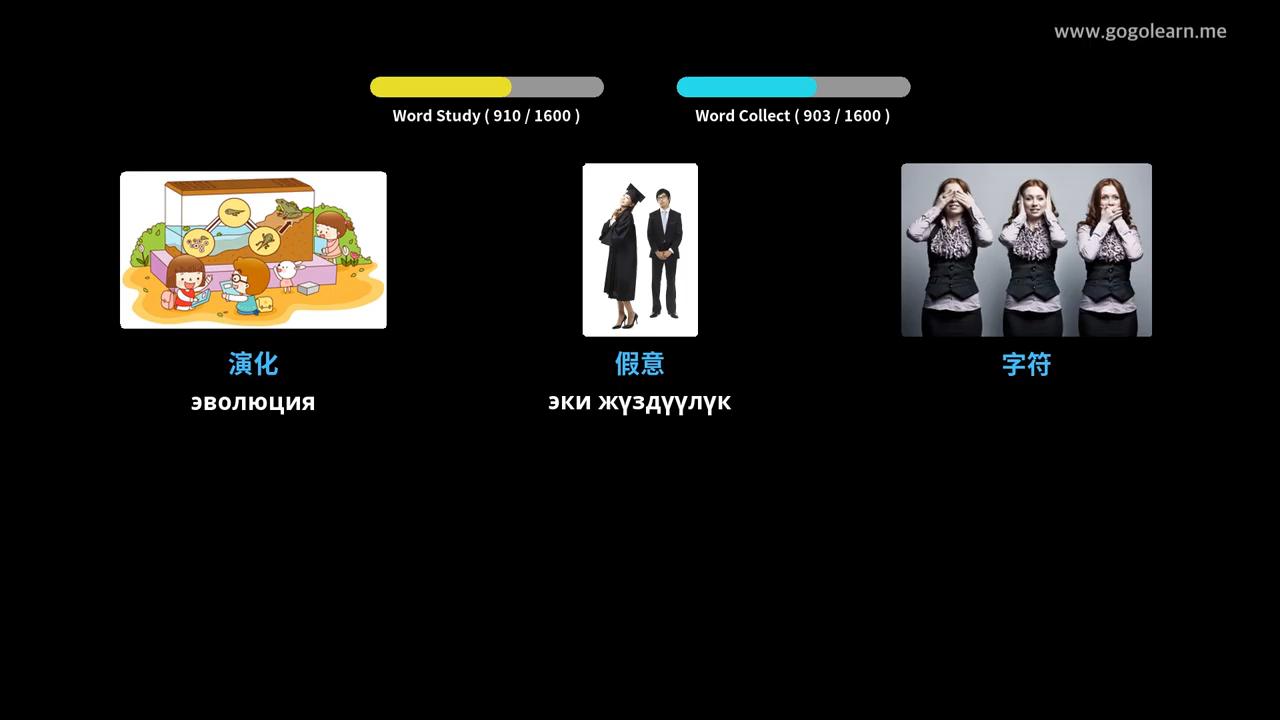 www.gogolearn.me
Word Study ( 910 / 1600 )
Word Collect ( 903 / 1600 )
演化
假意
字符
эволюция
эки жүздүүлүк